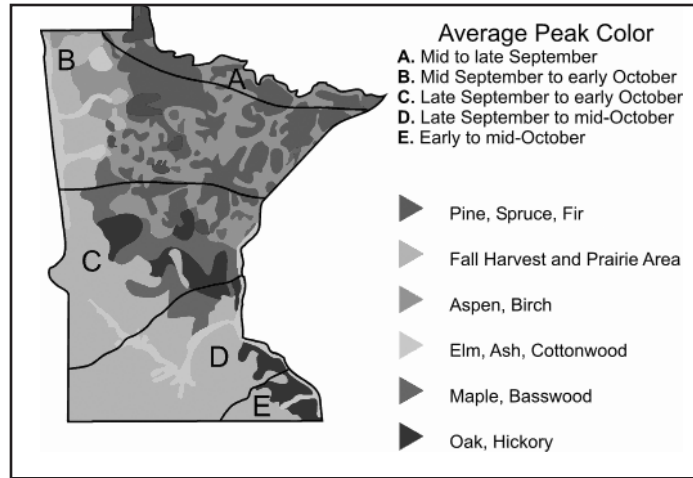 Average Peak Color
A. Mid to late September
B. Mid September to early October
C. Late September to early October
D. Late September to mid-October
E. Early to mid-October
B
A
C
D
E
Pine, Spruce, Fir
Fall Harvest and Prairie Area
Aspen, Birch
Elm, Ash, Cottonwood
Maple, Basswood
Oak, Hickory